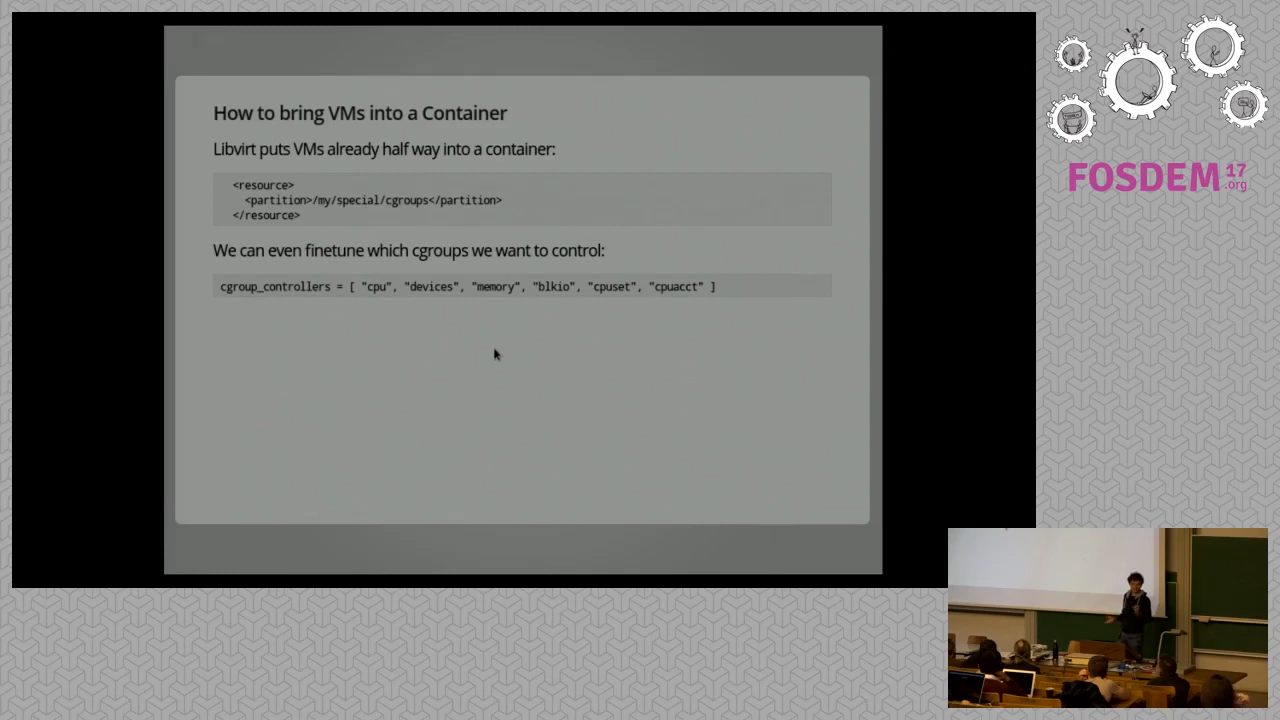 How to bring VMs into a Container
Libvirt puts VMs already half way into a container:
<resource>
<partition>/my/special/cgroups</partition>
</resource>
We can even finetune which cgroups we want to control:
cgroup_controllers = [ "cpu", "devices", "memory", "blkio", "cpuset", "cpuacct" ]
FOSDEM 17
.org